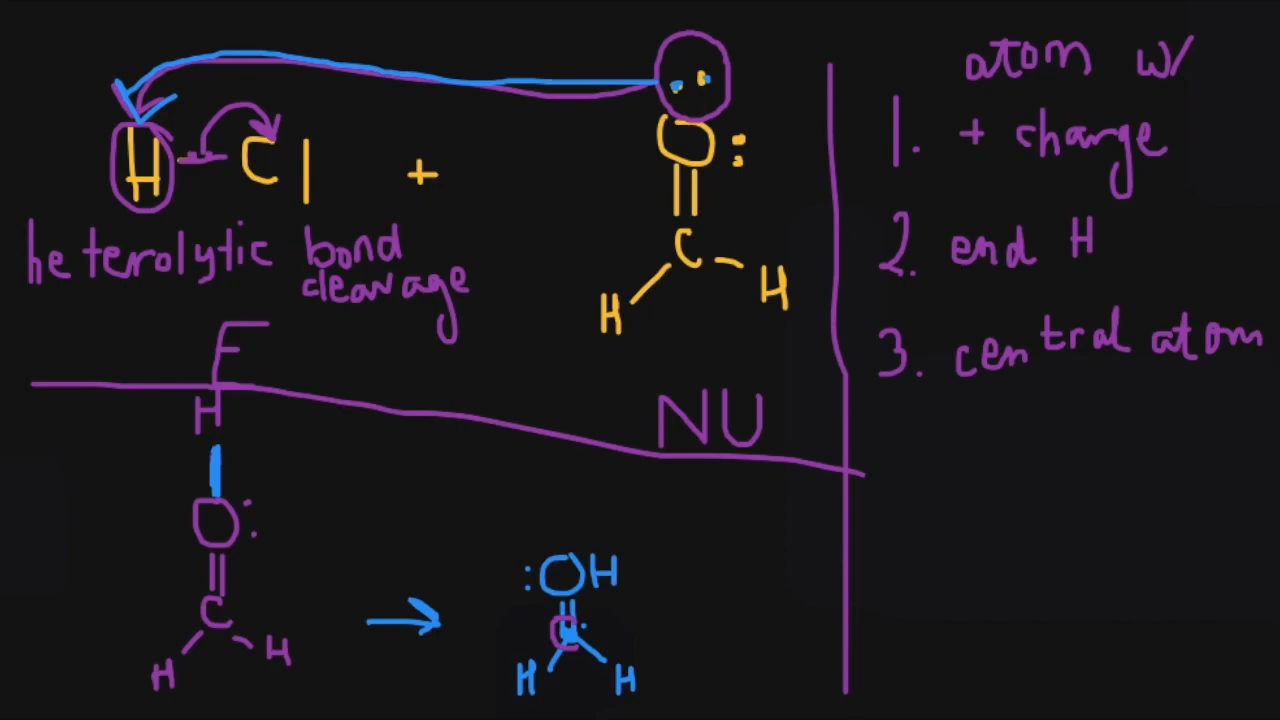 atom w/
1. + charge
2. end H
3. central atom
H - Cl +
O:
C
H H
heterolytic bond
cleavage
E
NU
H
O:
C
H H
:OH
C
H H